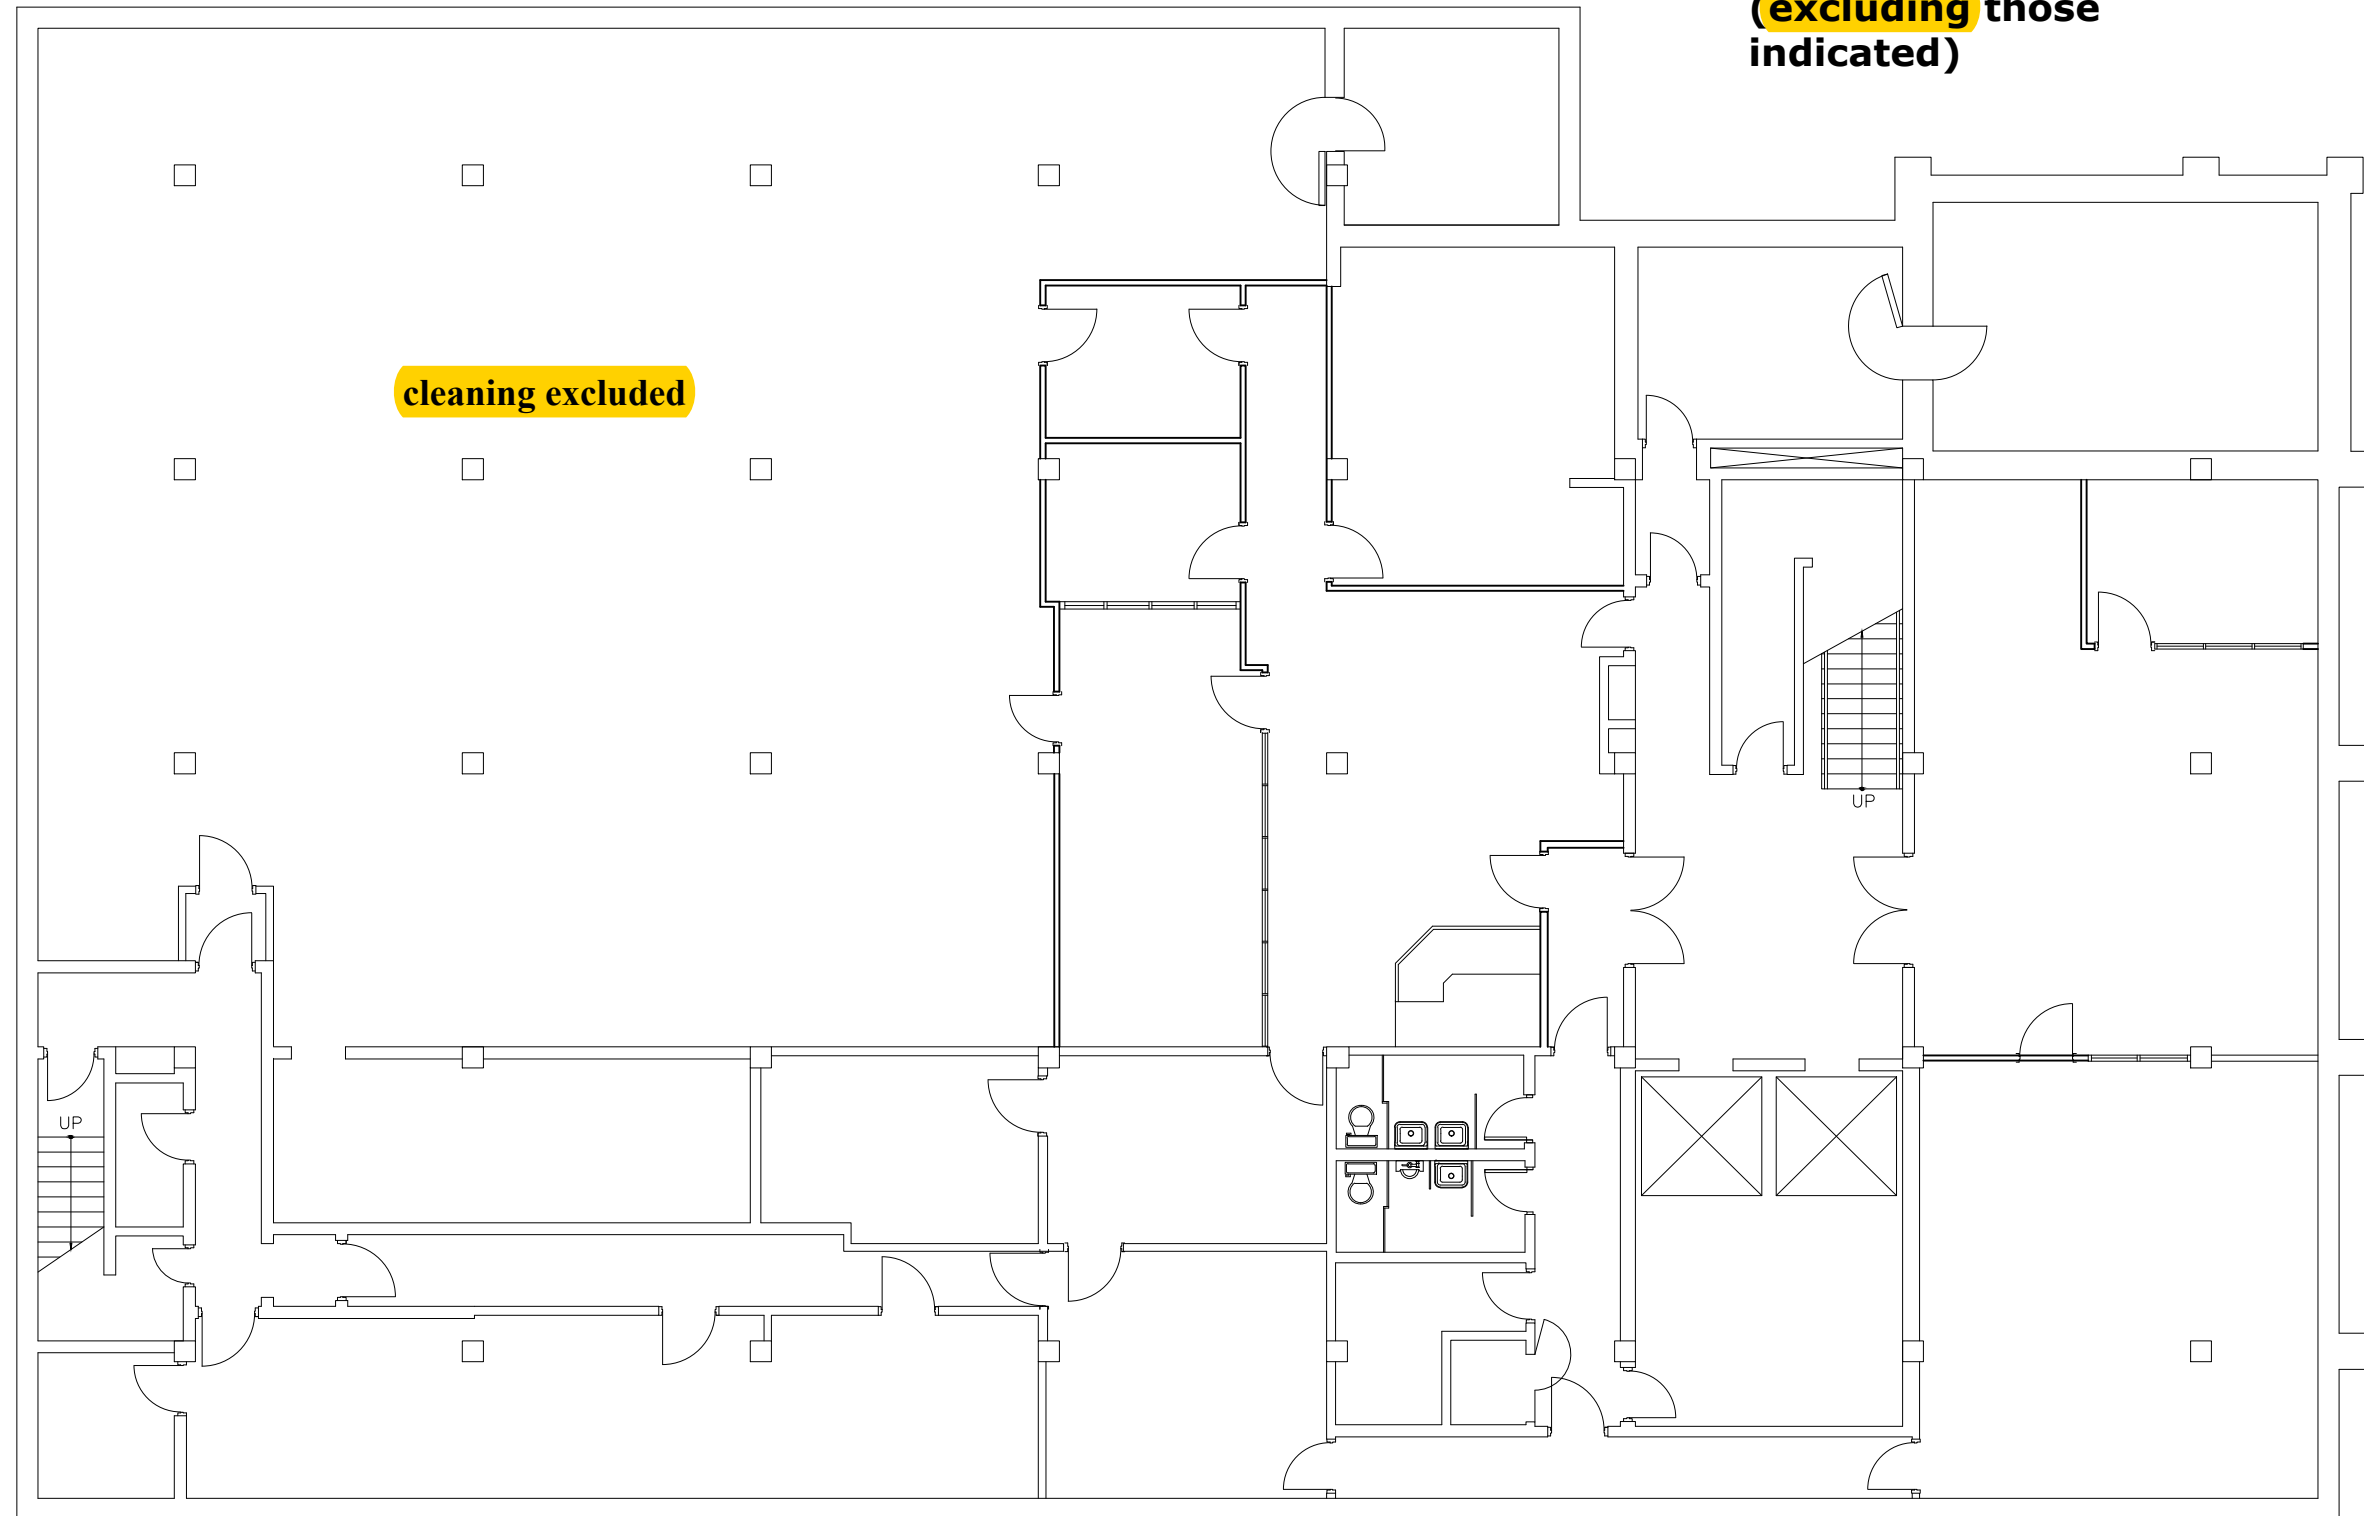 (excluding those
indicated)
cleaning excluded
UP
UP